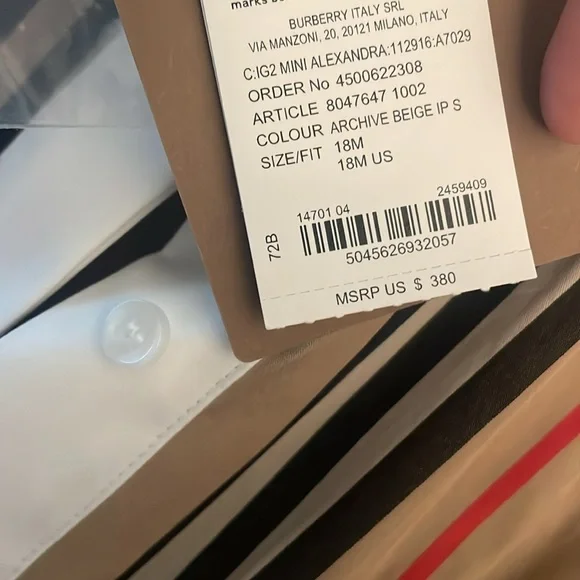 BURBERRY ITALY SRL
VIA MANZONI, 20, 20121 MILANO, ITALY
C:IG2 MINI ALEXANDRA:112916:A7029
ORDER No 4500622308
ARTICLE 8047647 1002
COLOUR ARCHIVE BEIGE IP S
SIZE/FIT 18M
18M US
72B
14701 04 2459409
5045626932057
MSRP US $ 380